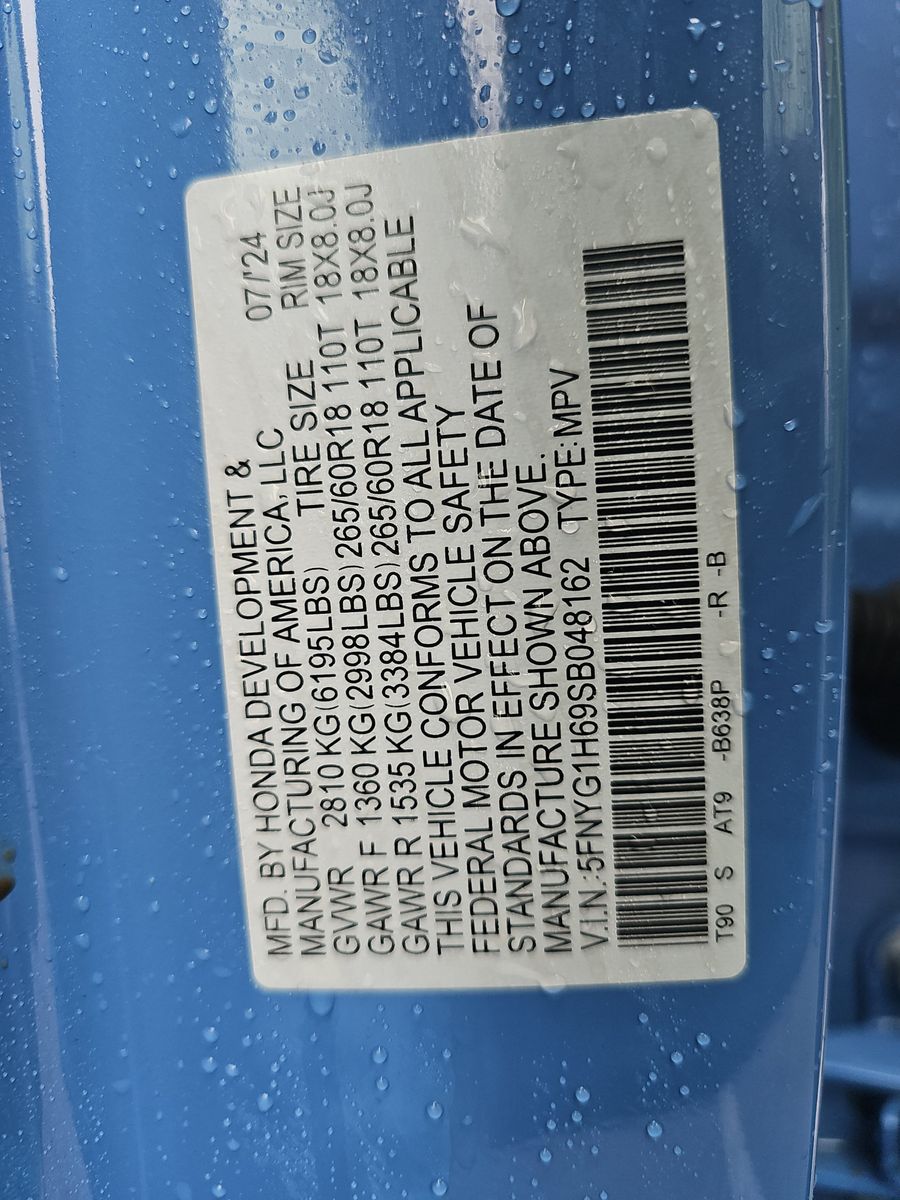 MFD. BY HONDA DEVELOPMENT &
MANUFACTURING OF AMERICA, LLC 07/'24
TIRE SIZE RIM SIZE
GVWR 2810 KG(6195LBS)
GAWR F 1360 KG(2998LBS)265/60R18 110T 18X8.0J
GAWR R 1535 KG(3384LBS)265/60R18 110T 18X8.0J
THIS VEHICLE CONFORMS TO ALL APPLICABLE
FEDERAL MOTOR VEHICLE SAFETY
STANDARDS IN EFFECT ON THE DATE OF
MANUFACTURE SHOWN ABOVE.
V.I.N.:5FNYG1H69SB048162 TYPE:MPV
T90 S AT9 -B638P -R -B